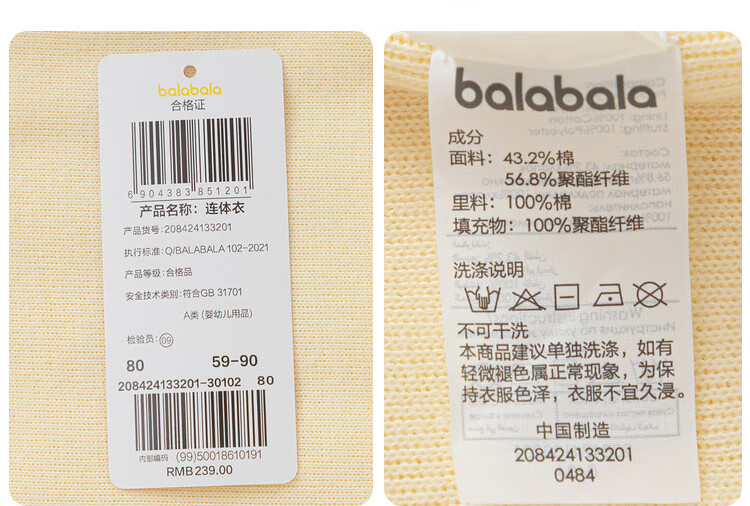 balabala
合格证
6 904383 851201
产品名称：连体衣
产品货号：208424133201
执行标准：Q/BALABALA 102-2021
产品等级：合格品
安全技术类别：符合GB 31701
A类 (婴幼儿用品)
检验员：09
80 59-90
208424133201-30102 80
内部编码 (99)50018610191
RMB239.00
balabala
成分
面料：43.2%棉
56.8%聚酯纤维
里料：100%棉
填充物：100%聚酯纤维
洗涤说明
不可干洗
本商品建议单独洗涤，如有
轻微褪色属正常现象，为保
持衣服色泽，衣服不宜久浸。
中国制造
208424133201
0484